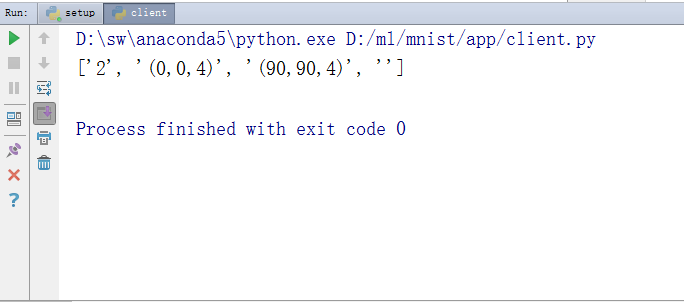 Run: setup client
D:\sw\anaconda5\python.exe D:/ml/mnist/app/client.py
['2', '(0,0,4)', '(90,90,4)', '']
Process finished with exit code 0